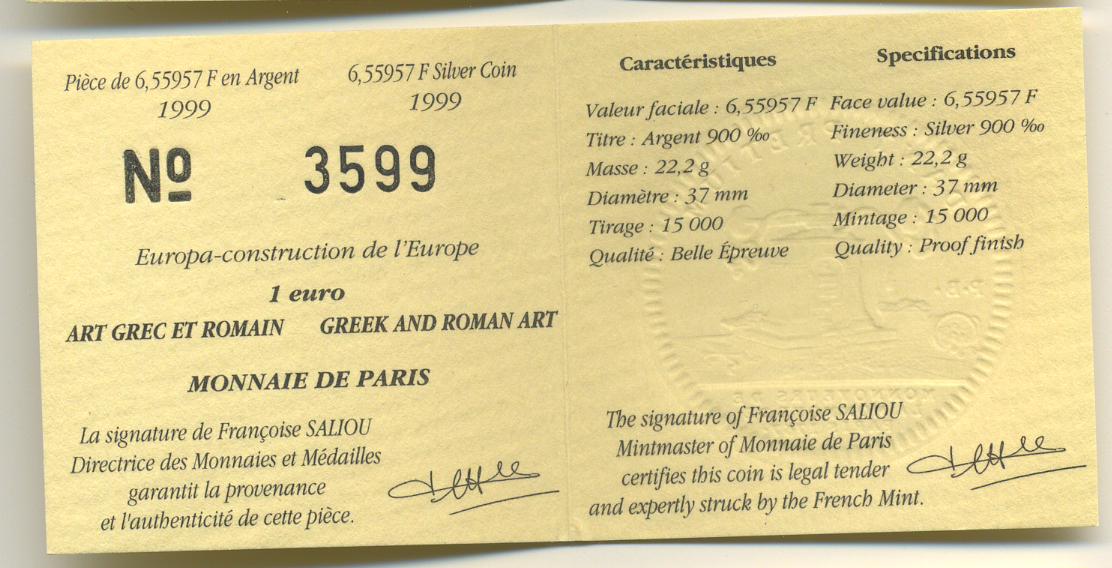 Pièce de 6,55957 F en Argent 6,55957 F Silver Coin
1999 1999
Nº 3599
Europa-construction de l'Europe
1 euro
ART GREC ET ROMAIN GREEK AND ROMAN ART
MONNAIE DE PARIS
La signature de Françoise SALIOU
Directrice des Monnaies et Médailles
garantit la provenance
et l'authenticité de cette pièce.
Caractéristiques
Valeur faciale : 6,55957 F
Titre : Argent 900 ‰
Masse : 22,2 g
Diamètre : 37 mm
Tirage : 15 000
Qualité : Belle Épreuve
Specifications
Face value : 6,55957 F
Fineness : Silver 900 ‰
Weight : 22,2 g
Diameter : 37 mm
Mintage : 15 000
Quality : Proof finish
The signature of Françoise SALIOU
Mintmaster of Monnaie de Paris
certifies this coin is legal tender
and expertly struck by the French Mint.